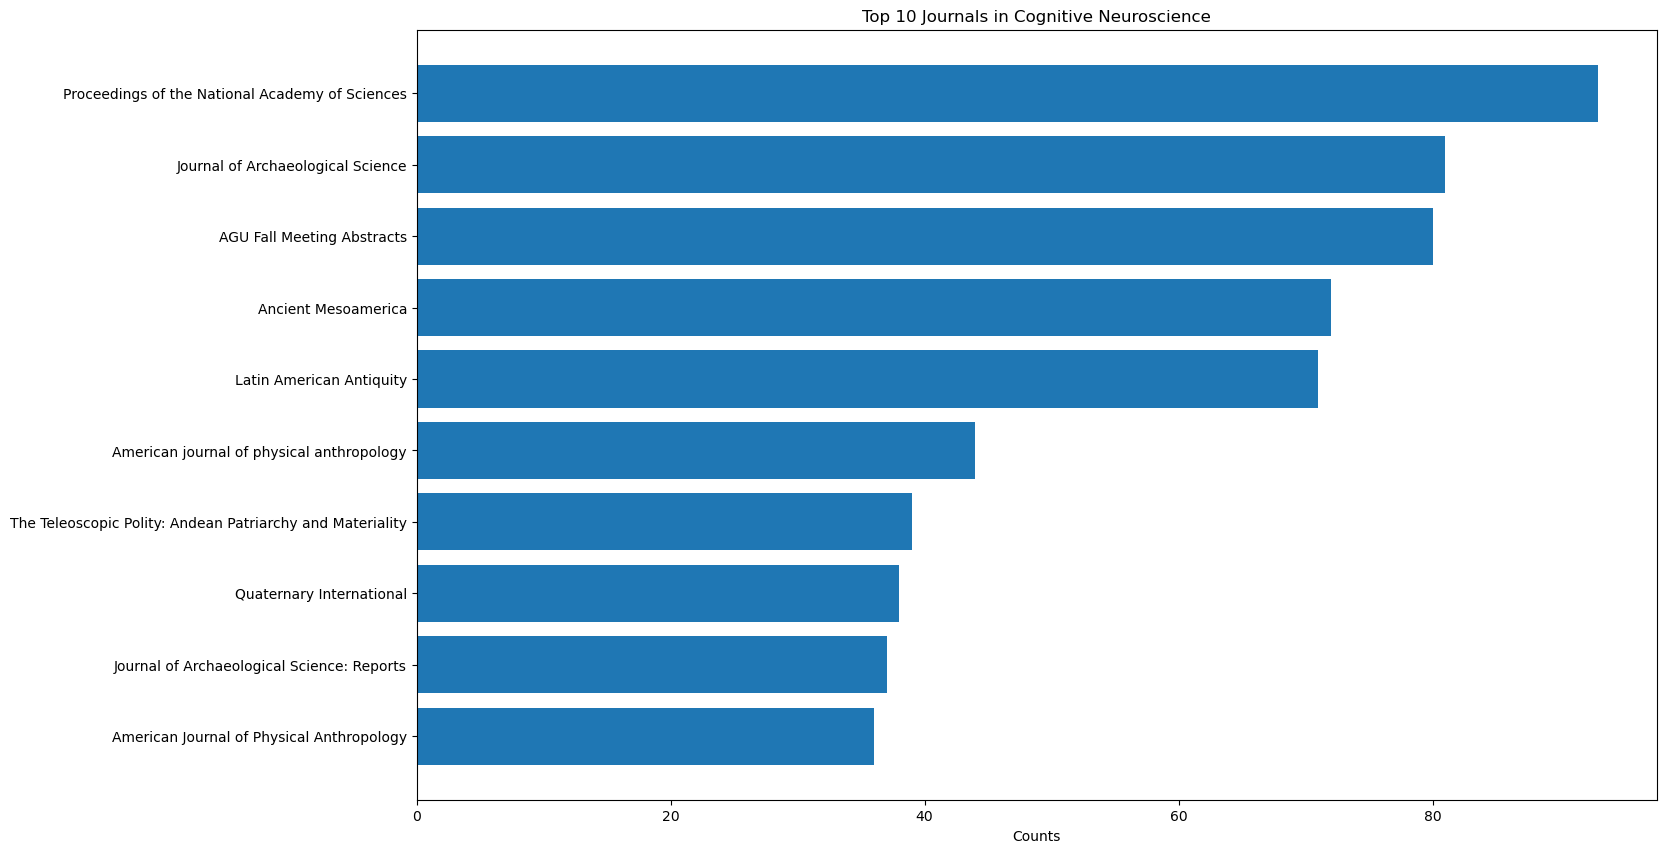 Top 10 Journals in Cognitive Neuroscience
Proceedings of the National Academy of Sciences
Journal of Archaeological Science
AGU Fall Meeting Abstracts
Ancient Mesoamerica
Latin American Antiquity
American journal of physical anthropology
The Teleoscopic Polity: Andean Patriarchy and Materiality
Quaternary International
Journal of Archaeological Science: Reports
American Journal of Physical Anthropology
0 20 40 60 80
Counts